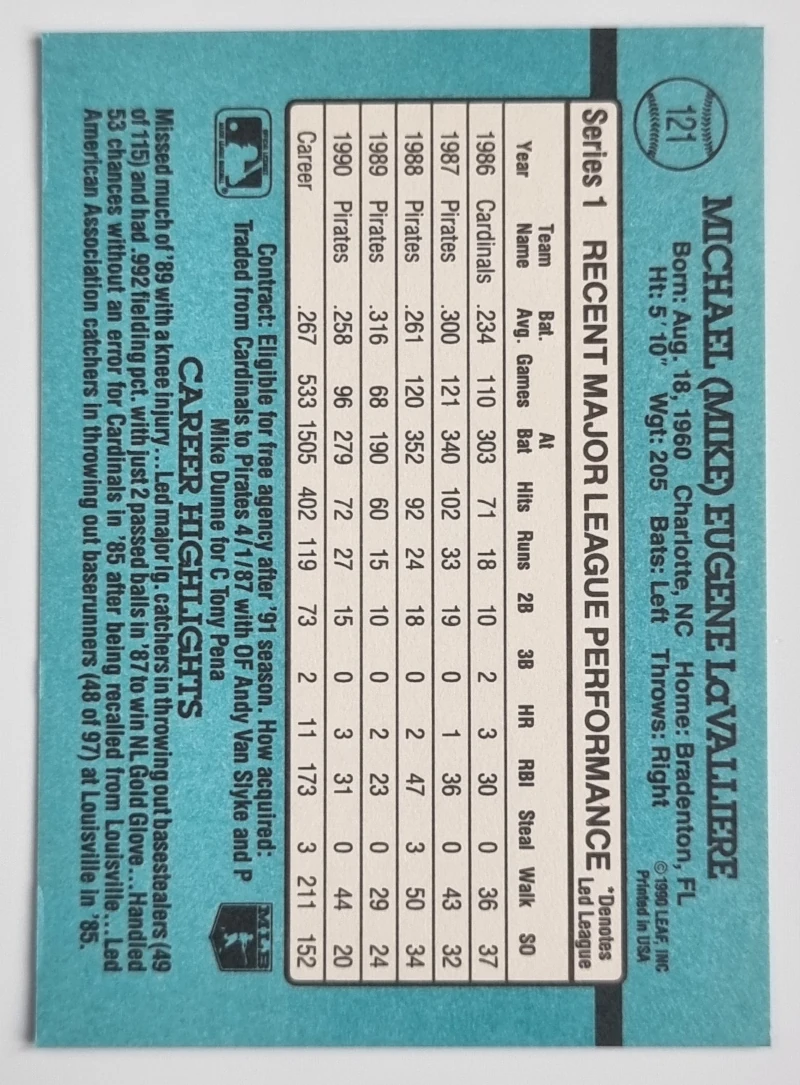 121
MICHAEL (MIKE) EUGENE LaVALLIERE
Born: Aug. 18, 1960 Charlotte, NC Home: Bradenton, FL
Ht: 5'10" Wgt: 205 Bats: Left Throws: Right
©1990 LEAF, INC
Printed in USA
Series 1 RECENT MAJOR LEAGUE PERFORMANCE *Denotes Led League
Year Team Name Bat. Avg. Games At Bat Hits Runs 2B 3B HR RBI Steal Walk SO
1986 Cardinals .234 110 303 71 18 10 2 3 30 0 36 37
1987 Pirates .300 121 340 102 33 19 0 1 36 0 43 32
1988 Pirates .261 120 352 92 24 18 0 2 47 3 50 34
1989 Pirates .316 68 190 60 15 10 0 2 23 0 29 24
1990 Pirates .258 96 279 72 27 15 0 3 31 0 44 20
Career .267 533 1505 402 119 73 2 11 173 3 211 152
Contract: Eligible for free agency after '91 season. How acquired:
Traded from Cardinals to Pirates 4/1/87 with OF Andy Van Slyke and P
Mike Dunne for C Tony Pena
MLB
CAREER HIGHLIGHTS
Missed much of '89 with a knee injury...Led major lg. catchers in throwing out basestealers (49
of 115) and had .992 fielding pct. with just 2 passed balls in '87 to win NL Gold Glove...Handled
53 chances without an error for Cardinals in '85 after being recalled from Louisville...Led
American Association catchers in throwing out baserunners (48 of 97) at Louisville in '85.